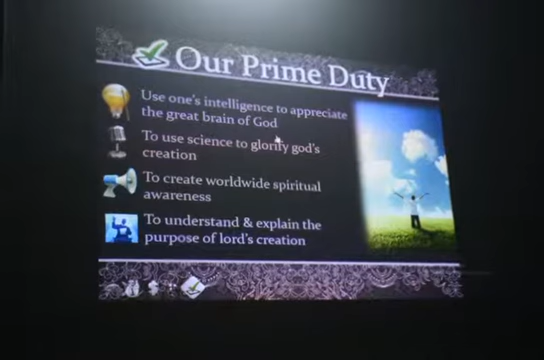 Our Prime Duty
Use one's intelligence to appreciate
the great brain of God
To use science to glorify god's
creation
To create worldwide spiritual
awareness
To understand & explain the
purpose of lord's creation